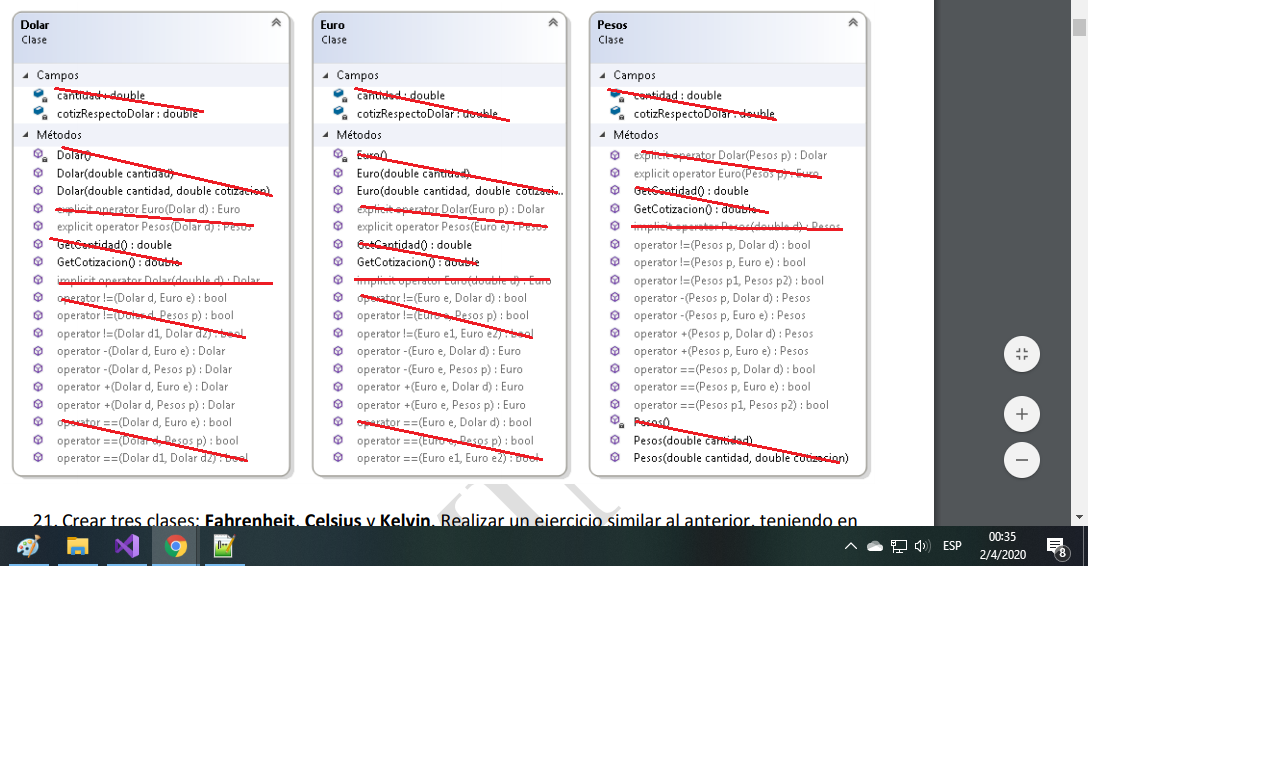 Dolar
Clase
Campos
cantidad : double
cotizRespectoDolar : double
Métodos
Dolar()
Dolar(double cantidad)
Dolar(double cantidad, double cotizacion)
explicit operator Euro(Dolar d) : Euro
explicit operator Pesos(Dolar d) : Pesos
GetCantidad() : double
GetCotizacion() : double
implicit operator Dolar(double d) : Dolar
operator !=(Dolar d, Euro e) : bool
operator !=(Dolar d, Pesos p) : bool
operator !=(Dolar d1, Dolar d2) : bool
operator -(Dolar d, Euro e) : Dolar
operator -(Dolar d, Pesos p) : Dolar
operator +(Dolar d, Euro e) : Dolar
operator +(Dolar d, Pesos p) : Dolar
operator ==(Dolar d, Euro e) : bool
operator ==(Dolar d, Pesos p) : bool
operator ==(Dolar d1, Dolar d2) : bool
Euro
Clase
Campos
cantidad : double
cotizRespectoDolar : double
Métodos
Euro()
Euro(double cantidad)
Euro(double cantidad, double cotizaci...
explicit operator Dolar(Euro p) : Dolar
explicit operator Pesos(Euro e) : Pesos
GetCantidad() : double
GetCotizacion() : double
implicit operator Euro(double d) : Euro
operator !=(Euro e, Dolar d) : bool
operator !=(Euro e, Pesos p) : bool
operator !=(Euro e1, Euro e2) : bool
operator -(Euro e, Dolar d) : Euro
operator -(Euro e, Pesos p) : Euro
operator +(Euro e, Dolar d) : Euro
operator +(Euro e, Pesos p) : Euro
operator ==(Euro e, Dolar d) : bool
operator ==(Euro e, Pesos p) : bool
operator ==(Euro e1, Euro e2) : bool
Pesos
Clase
Campos
cantidad : double
cotizRespectoDolar : double
Métodos
explicit operator Dolar(Pesos p) : Dolar
explicit operator Euro(Pesos p) : Euro
GetCantidad() : double
GetCotizacion() : double
implicit operator Pesos(double d) : Pesos
operator !=(Pesos p, Dolar d) : bool
operator !=(Pesos p, Euro e) : bool
operator !=(Pesos p1, Pesos p2) : bool
operator -(Pesos p, Dolar d) : Pesos
operator -(Pesos p, Euro e) : Pesos
operator +(Pesos p, Dolar d) : Pesos
operator +(Pesos p, Euro e) : Pesos
operator ==(Pesos p, Dolar d) : bool
operator ==(Pesos p, Euro e) : bool
operator ==(Pesos p1, Pesos p2) : bool
Pesos()
Pesos(double cantidad)
Pesos(double cantidad, double cotizacion)
21. Crear tres clases: Fahrenheit, Celsius y Kelvin. Realizar un ejercicio similar al anterior, teniendo en
ESP
00:35
2/4/2020
8